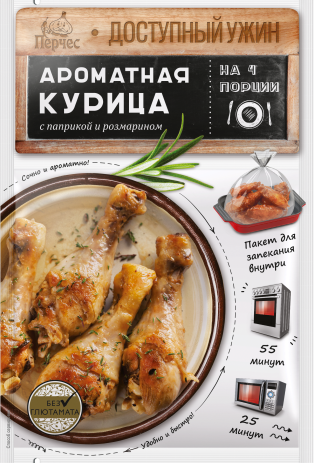 Перчес
• ДОСТУПНЫЙ УЖИН
АРОМАТНАЯ
КУРИЦА
с паприкой и розмарином
НА 4
ПОРЦИИ
Сочно и ароматно!
Пакет для
запекания
внутри
55
минут
25
минут
БЕЗ
ГЛЮТАМАТА
Удобно и быстро!